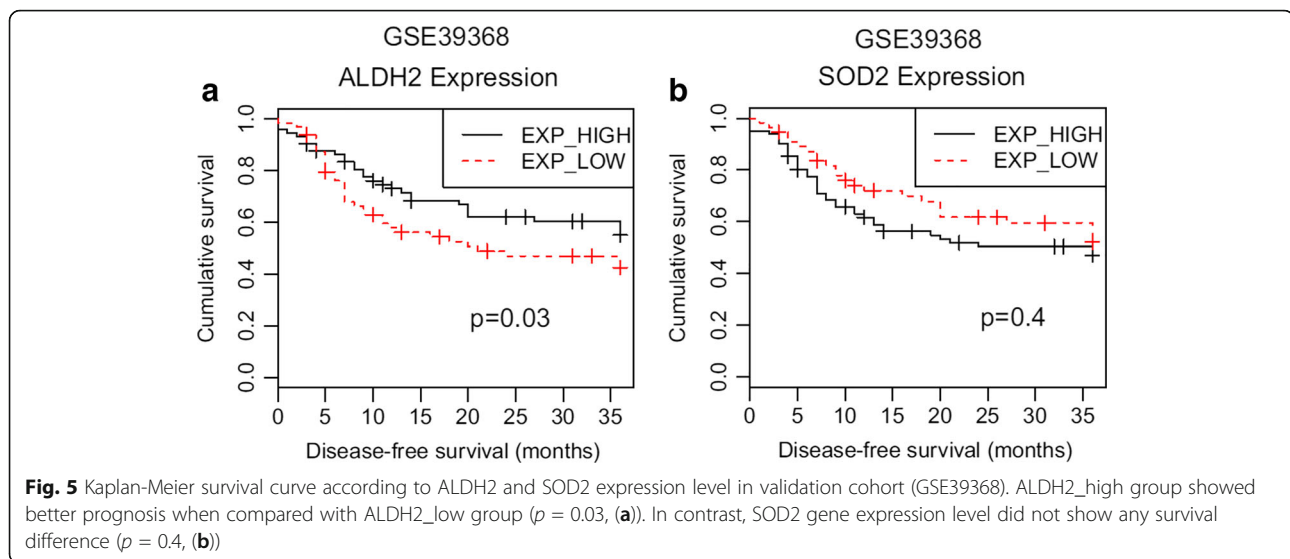 GSE39368
ALDH2 Expression
a
EXP_HIGH
EXP_LOW
p=0.03
Cumulative survival
0.0 0.2 0.4 0.6 0.8 1.0
0 5 10 15 20 25 30 35
Disease-free survival (months)
GSE39368
SOD2 Expression
b
EXP_HIGH
EXP_LOW
p=0.4
Cumulative survival
0.0 0.2 0.4 0.6 0.8 1.0
0 5 10 15 20 25 30 35
Disease-free survival (months)
Fig. 5 Kaplan-Meier survival curve according to ALDH2 and SOD2 expression level in validation cohort (GSE39368). ALDH2_high group showed
better prognosis when compared with ALDH2_low group (p = 0.03, (a)). In contrast, SOD2 gene expression level did not show any survival
difference (p = 0.4, (b))